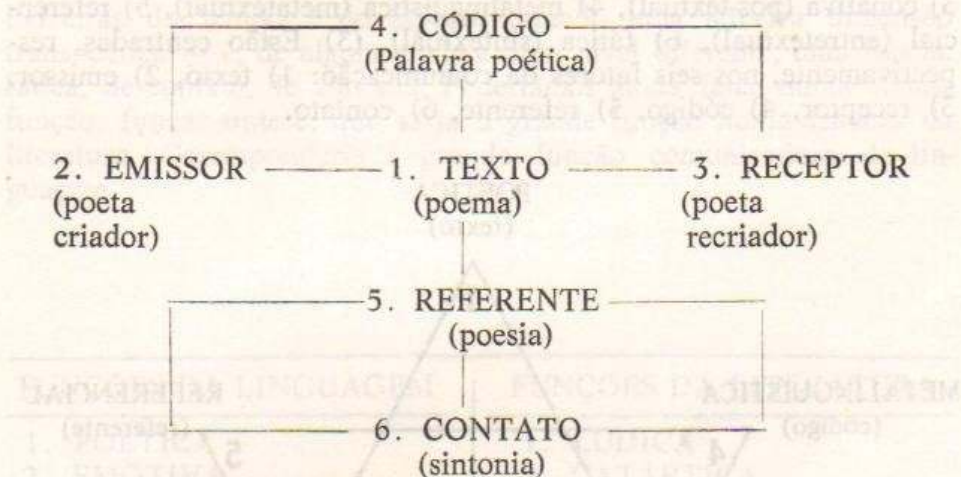 4. CÓDIGO
(Palavra poética)
2. EMISSOR 1. TEXTO 3. RECEPTOR
(poeta (poema) (poeta
criador) recriador)
5. REFERENTE
(poesia)
6. CONTATO
(sintonia)